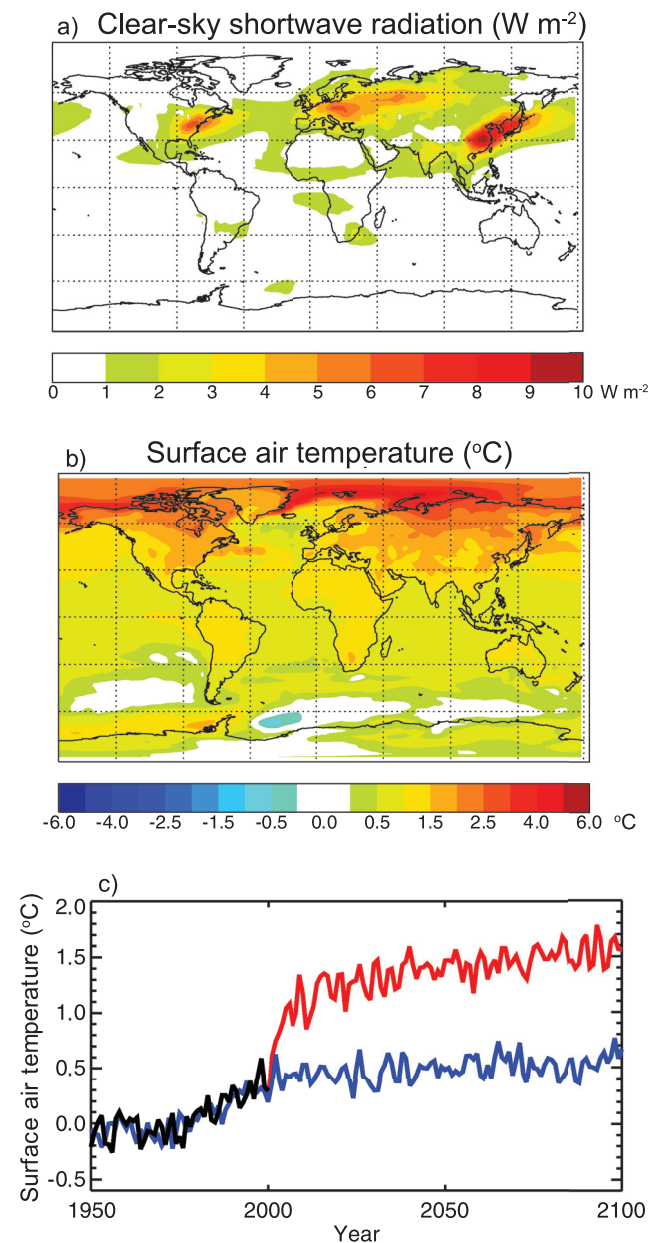 a) Clear-sky shortwave radiation (W m-2)
0 1 2 3 4 5 6 7 8 9 10 W m-2
b) Surface air temperature (oC)
-6.0 -4.0 -2.5 -1.5 -0.5 0.0 0.5 1.5 2.5 4.0 6.0 oC
c)
Surface air temperature (oC)
2.0
1.5
1.0
0.5
0.0
-0.5
1950 2000 2050 2100
Year